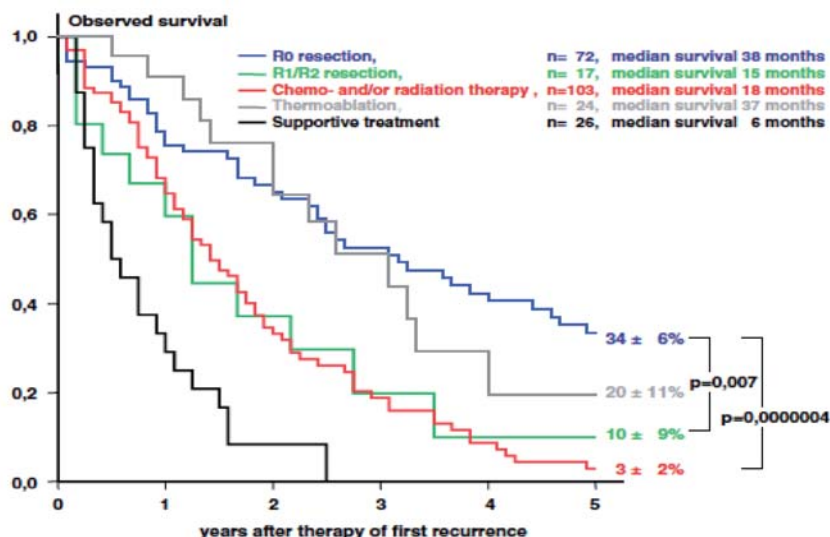 Observed survival
1,0
0,8
0,6
0,4
0,2
0,0
R0 resection, n= 72, median survival 38 months
R1/R2 resection, n= 17, median survival 15 months
Chemo- and/or radiation therapy , n=103, median survival 18 months
Thermoablation, n= 24, median survival 37 months
Supportive treatment n= 26, median survival 6 months
34 ± 6%
20 ± 11%
10 ± 9%
3 ± 2%
p=0,007
p=0,0000004
0 1 2 3 4 5
years after therapy of first recurrence